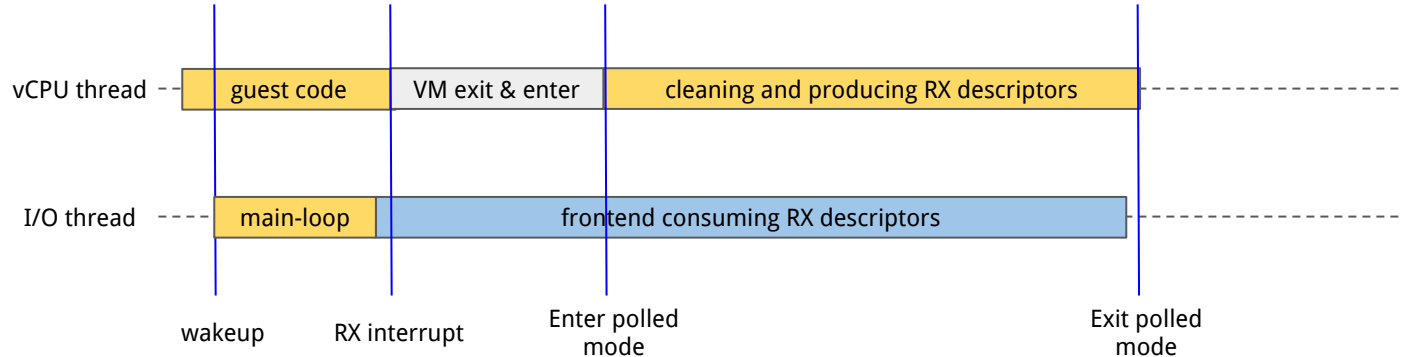 vCPU thread
guest code
VM exit & enter
cleaning and producing RX descriptors
I/O thread
main-loop
frontend consuming RX descriptors
wakeup
RX interrupt
Enter polled
mode
Exit polled
mode